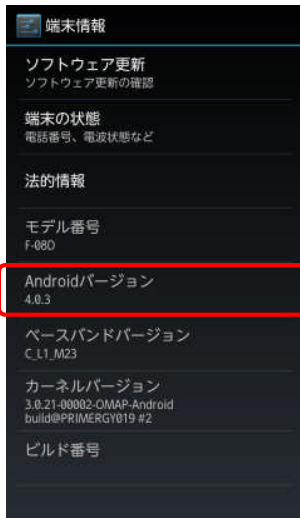 端末情報
ソフトウェア更新
ソフトウェア更新の確認
端末の状態
電話番号、電波状態など
法的情報
モデル番号
F-08D
Androidバージョン
4.0.3
ベースバンドバージョン
C_L1_M23
カーネルバージョン
3.0.21-00002-OMAP-Android
build@PRIMERGY019 #2
ビルド番号